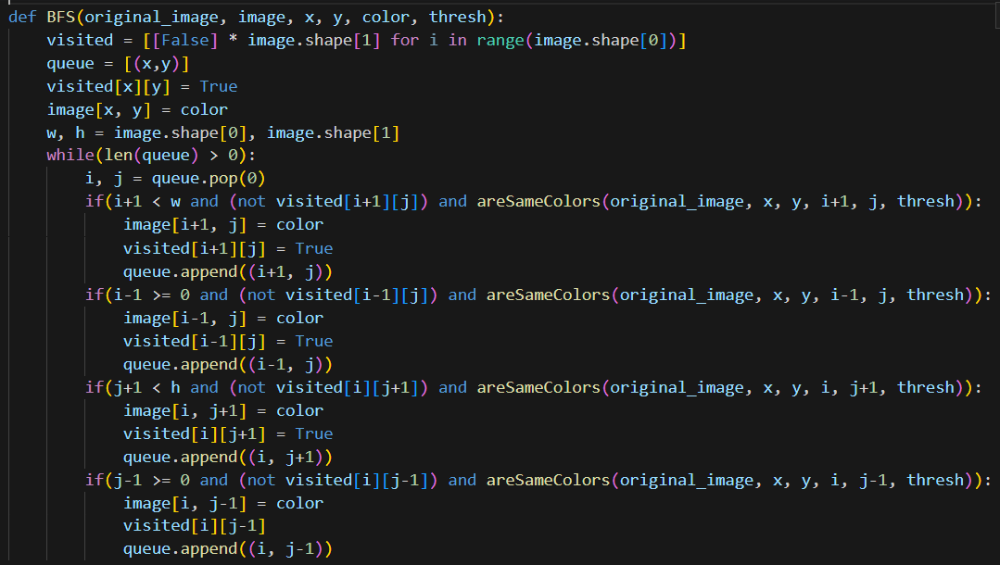 def BFS(original_image, image, x, y, color, thresh):
    visited = [[False] * image.shape[1] for i in range(image.shape[0])]
    queue = [(x,y)]
    visited[x][y] = True
    image[x, y] = color
    w, h = image.shape[0], image.shape[1]
    while(len(queue) > 0):
        i, j = queue.pop(0)
        if(i+1 < w and (not visited[i+1][j]) and areSameColors(original_image, x, y, i+1, j, thresh)):
            image[i+1, j] = color
            visited[i+1][j] = True
            queue.append((i+1, j))
        if(i-1 >= 0 and (not visited[i-1][j]) and areSameColors(original_image, x, y, i-1, j, thresh)):
            image[i-1, j] = color
            visited[i-1][j] = True
            queue.append((i-1, j))
        if(j+1 < h and (not visited[i][j+1]) and areSameColors(original_image, x, y, i, j+1, thresh)):
            image[i, j+1] = color
            visited[i][j+1] = True
            queue.append((i, j+1))
        if(j-1 >= 0 and (not visited[i][j-1]) and areSameColors(original_image, x, y, i, j-1, thresh)):
            image[i, j-1] = color
            visited[i][j-1]
            queue.append((i, j-1))